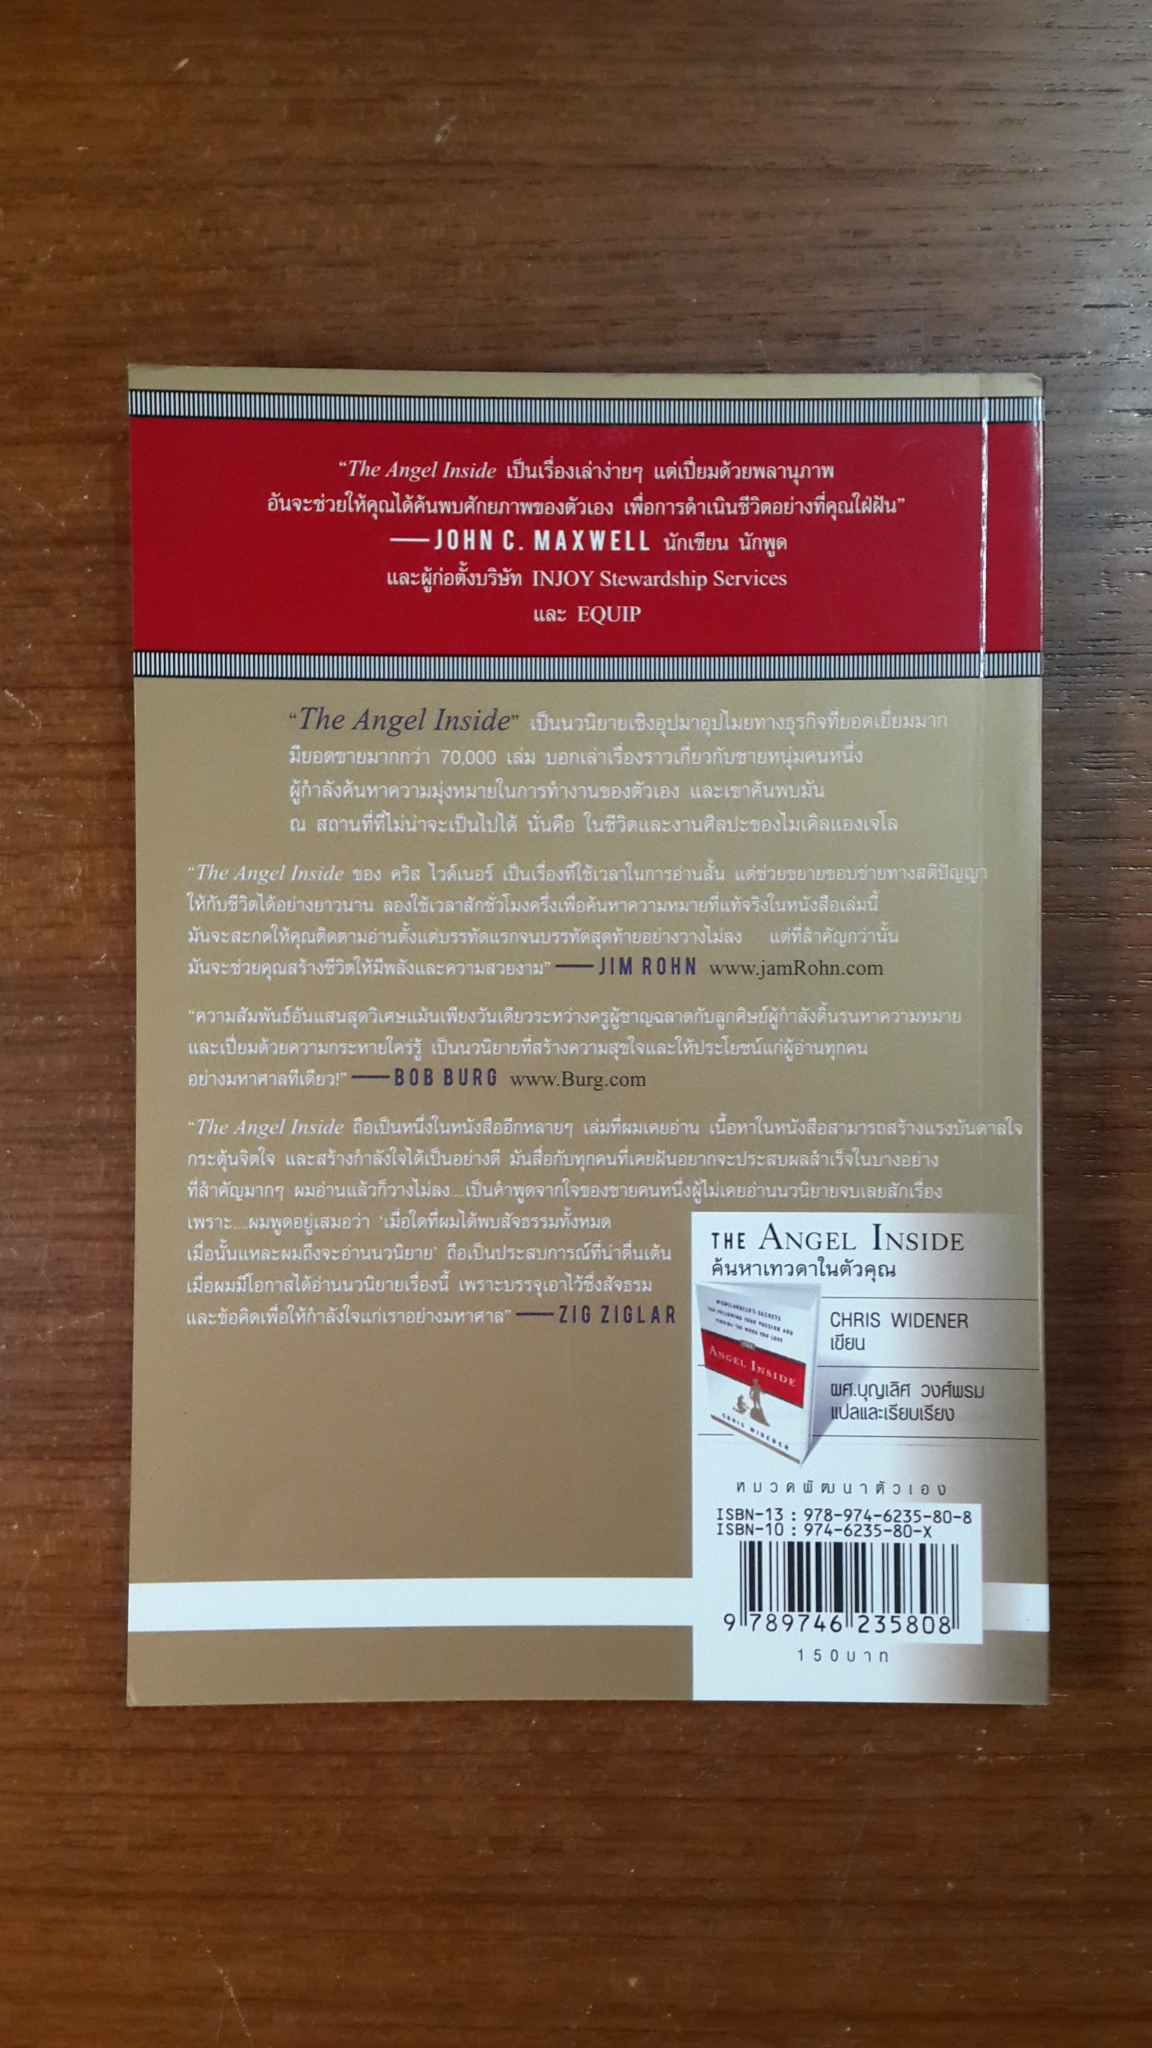 “The Angel Inside เป็นเรื่องเล่าง่ายๆ แต่เปี่ยมด้วยพลานุภาพ
อันจะช่วยให้คุณได้ค้นพบศักยภาพของตัวเอง เพื่อการดำเนินชีวิตอย่างที่คุณใฝ่ฝัน”
—JOHN C. MAXWELL นักเขียน นักพูด
และผู้ก่อตั้งบริษัท INJOY Stewardship Services
และ EQUIP
“The Angel Inside” เป็นนวนิยายเชิงอุปมาอุปไมยทางธุรกิจที่ยอดเยี่ยมมาก
มียอดขายมากกว่า 70,000 เล่ม บอกเล่าเรื่องราวเกี่ยวกับชายหนุ่มคนหนึ่ง
ผู้กำลังค้นหาความมุ่งหมายในการทำงานของตัวเอง และเขาค้นพบมัน
ณ สถานที่ที่ไม่น่าจะเป็นไปได้ นั่นคือ ในชีวิตและงานศิลปะของไมเคิลแองเจโล
“The Angel Inside ของ คริส ไวด์เนอร์ เป็นเรื่องที่ใช้เวลาในการอ่านสั้น แต่ช่วยขยายขอบข่ายทางสติปัญญา
ให้กับชีวิตได้อย่างยาวนาน ลองใช้เวลาสักชั่วโมงครึ่งเพื่อค้นหาความหมายที่แท้จริงในหนังสือเล่มนี้
มันจะสะกดให้คุณติดตามอ่านตั้งแต่บรรทัดแรกจนบรรทัดสุดท้ายอย่างวางไม่ลง แต่ที่สำคัญกว่านั้น
มันจะช่วยคุณสร้างชีวิตให้มีพลังและความสวยงาม” —JIM ROHN www.jamRohn.com
“ความสัมพันธ์อันแสนสุดวิเศษแม้นเพียงวันเดียวระหว่างครูผู้ชาญฉลาดกับลูกศิษย์ผู้กำลังดิ้นรนหาความหมาย
และเปี่ยมด้วยความกระหายใคร่รู้ เป็นนวนิยายที่สร้างความสุขใจและให้ประโยชน์แก่ผู้อ่านทุกคน
อย่างมหาศาลทีเดียว!” —BOB BURG www.Burg.com
“The Angel Inside ถือเป็นหนึ่งในหนังสืออีกหลายๆ เล่มที่ผมเคยอ่าน เนื้อหาในหนังสือสามารถสร้างแรงบันดาลใจ
กระตุ้นจิตใจ และสร้างกำลังใจได้เป็นอย่างดี มันสื่อกับทุกคนที่เคยฝันอยากจะประสบผลสำเร็จในบางอย่าง
ที่สำคัญมากๆ ผมอ่านแล้วก็วางไม่ลง....เป็นคำพูดจากใจของชายคนหนึ่งผู้ไม่เคยอ่านนวนิยายจบเลยสักเรื่อง
เพราะ....ผมพูดอยู่เสมอว่า ‘เมื่อใดที่ผมได้พบสัจธรรมทั้งหมด
เมื่อนั้นแหละผมถึงจะอ่านนวนิยาย’ ถือเป็นประสบการณ์ที่น่าตื่นเต้น
เมื่อผมมีโอกาสได้อ่านนวนิยายเรื่องนี้ เพราะบรรจุเอาไว้ซึ่งสัจธรรม
และข้อคิดเพื่อให้กำลังใจแก่เราอย่างมหาศาล” —ZIG ZIGLAR
THE ANGEL INSIDE
ค้นหาเทวดาในตัวคุณ
MICHELANGELO'S SECRETS
FOR FOLLOWING YOUR PASSION AND
FINDING THE WORK YOU LOVE
THE
ANGEL INSIDE
CHRIS WIDENER
CHRIS WIDENER
เขียน
ผศ.บุญเลิศ วงศ์พรม
แปลและเรียบเรียง
หมวดพัฒนาตัวเอง
ISBN-13 : 978-974-6235-80-8
ISBN-10 : 974-6235-80-X
9 789746 235808
150บาท